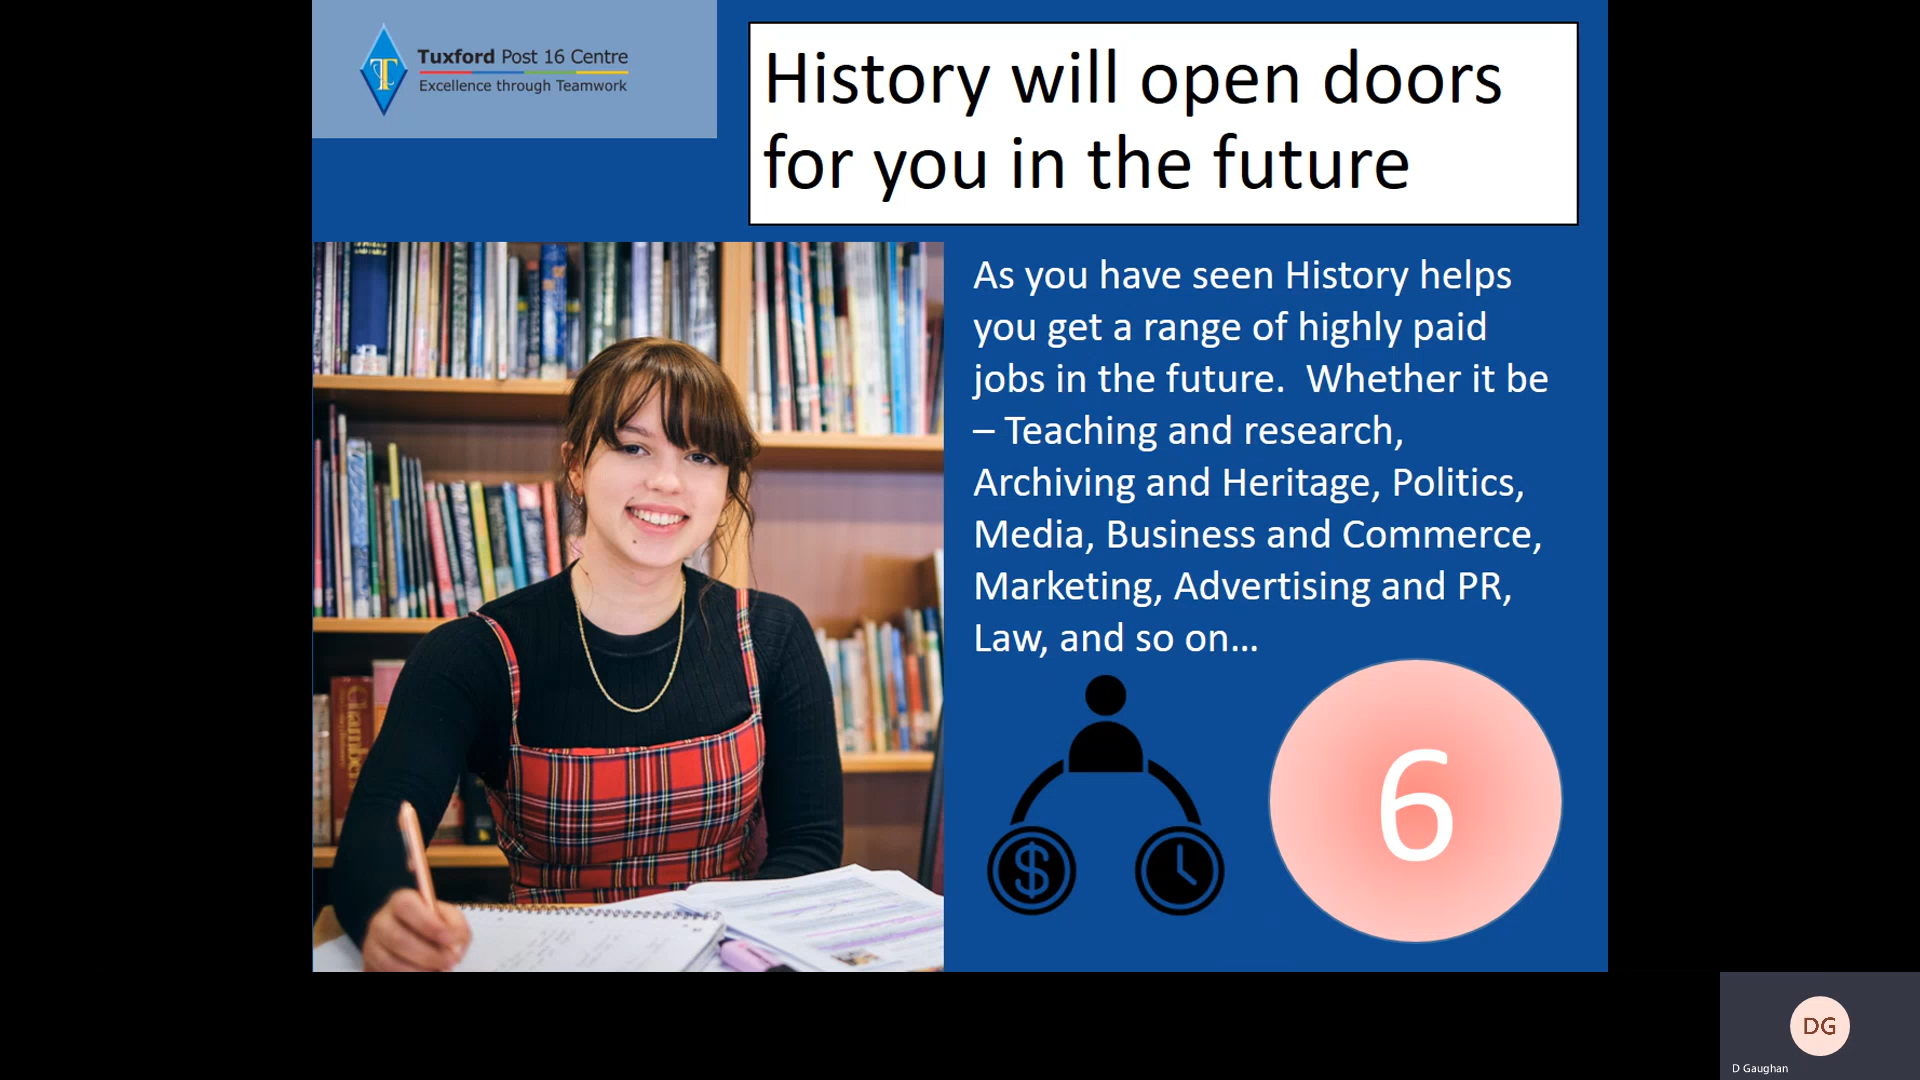 Tuxford Post 16 Centre
Excellence through Teamwork
History will open doors
for you in the future
As you have seen History helps
you get a range of highly paid
jobs in the future.  Whether it be
– Teaching and research,
Archiving and Heritage, Politics,
Media, Business and Commerce,
Marketing, Advertising and PR,
Law, and so on...
$
6
DG
D Gaughan